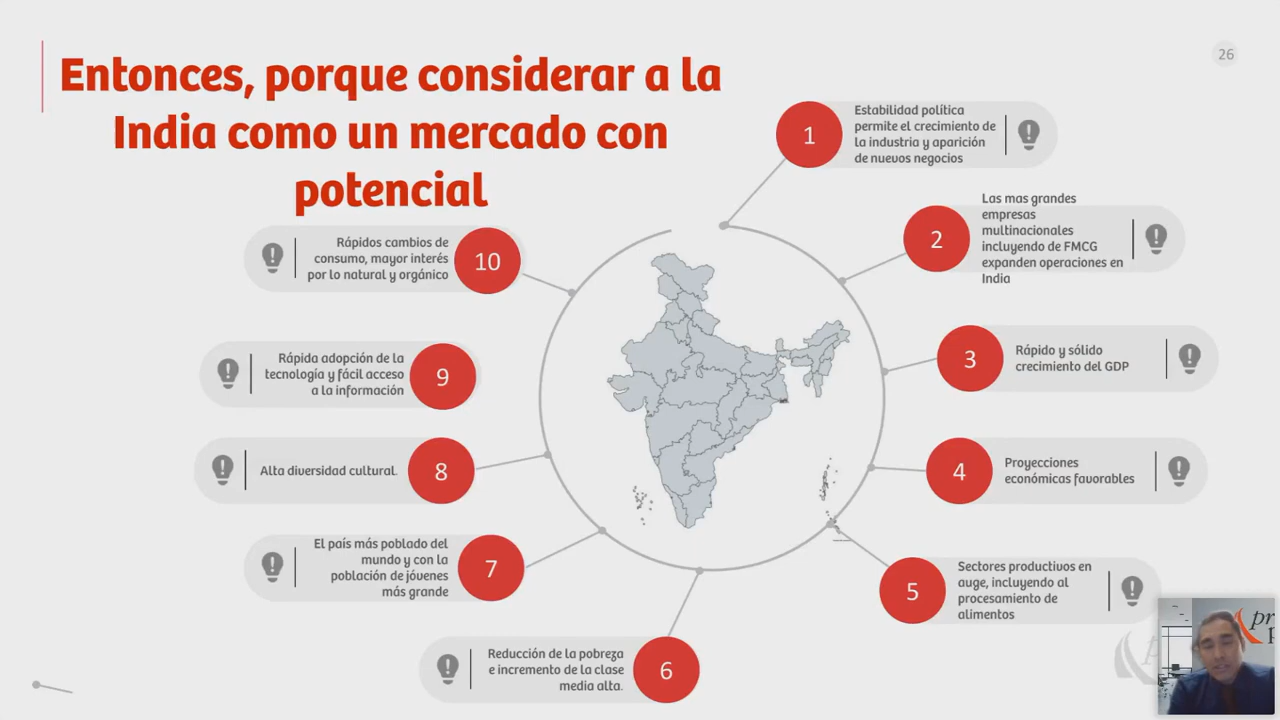 Entonces, porque considerar a la
India como un mercado con
potencial
26
1
Estabilidad política
permite el crecimiento de
la industria y aparición
de nuevos negocios
2
Las mas grandes
empresas
multinacionales
incluyendo de FMCG
expanden operaciones en
India
3
Rápido y sólido
crecimiento del GDP
4
Proyecciones
económicas favorables
5
Sectores productivos en
auge, incluyendo al
procesamiento de
alimentos
6
Reducción de la pobreza
e incremento de la clase
media alta.
7
El país más poblado del
mundo y con la
población de jóvenes
más grande
8
Alta diversidad cultural.
9
Rápida adopción de la
tecnología y fácil acceso
a la información
10
Rápidos cambios de
consumo, mayor interés
por lo natural y orgánico